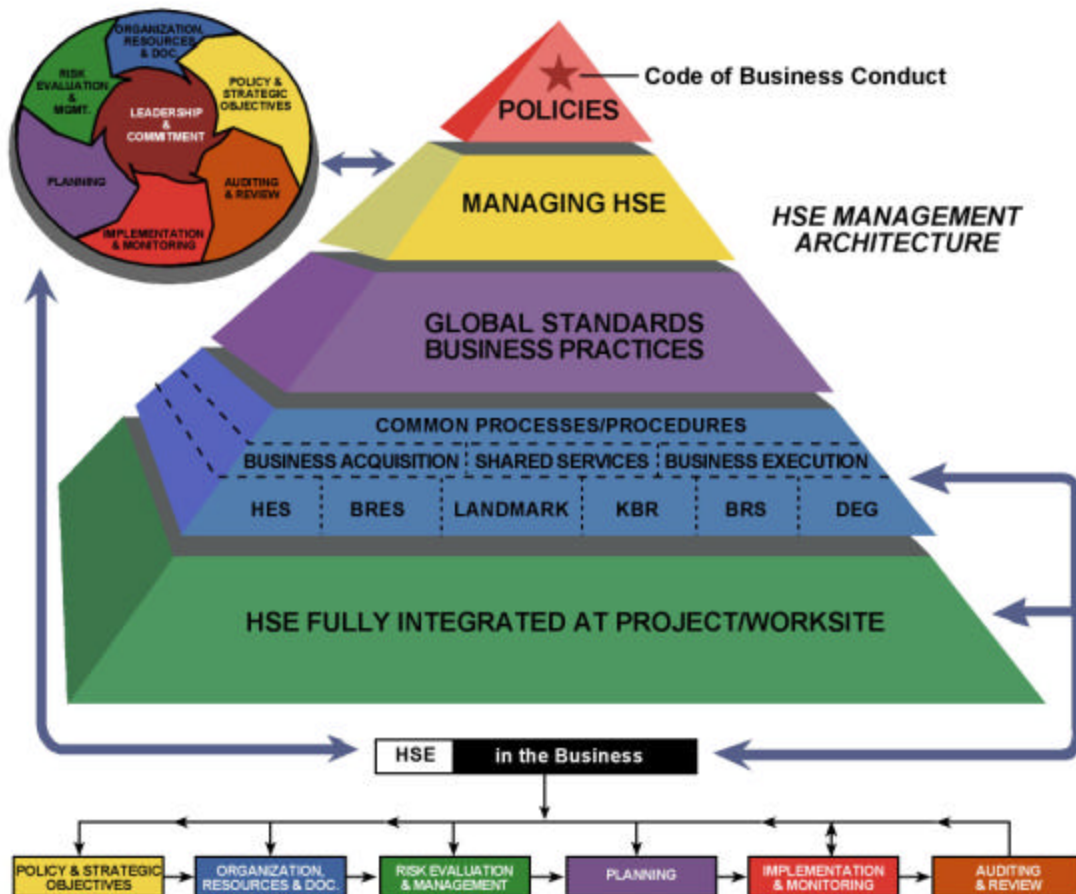 ORGANIZATION,
RESOURCES
& DOC.
RISK
EVALUATION
&
MGMT.
POLICY &
STRATEGIC
OBJECTIVES
LEADERSHIP
&
COMMITMENT
PLANNING
AUDITING
& REVIEW
IMPLEMENTATION
& MONITORING
Code of Business Conduct
POLICIES
MANAGING HSE
HSE MANAGEMENT
ARCHITECTURE
GLOBAL STANDARDS
BUSINESS PRACTICES
COMMON PROCESSES/PROCEDURES
BUSINESS ACQUISITION SHARED SERVICES BUSINESS EXECUTION
HES BRES LANDMARK KBR BRS DEG
HSE FULLY INTEGRATED AT PROJECT/WORKSITE
HSE in the Business
POLICY & STRATEGIC
OBJECTIVES
ORGANIZATION,
RESOURCES & DOC.
RISK EVALUATION
& MANAGEMENT
PLANNING
IMPLEMENTATION
& MONITORING
AUDITING
& REVIEW